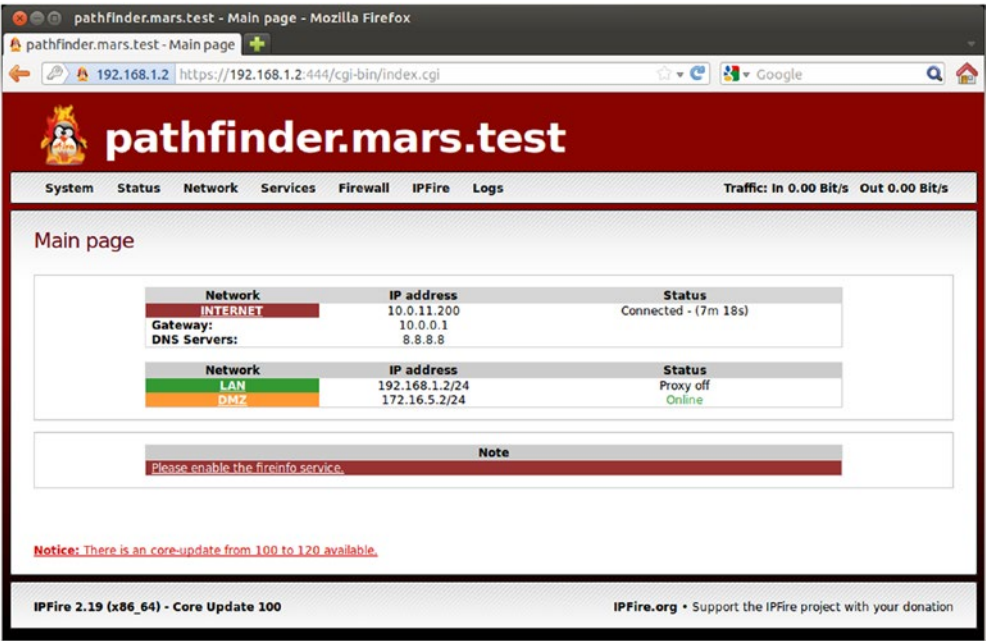 pathfinder.mars.test - Main page - Mozilla Firefox
pathfinder.mars.test - Main page
192.168.1.2 https://192.168.1.2:444/cgi-bin/index.cgi Google
pathfinder.mars.test
System Status Network Services Firewall IPFire Logs Traffic: In 0.00 Bit/s Out 0.00 Bit/s
Main page
Network IP address Status
INTERNET 10.0.11.200 Connected - (7m 18s)
Gateway: 10.0.0.1
DNS Servers: 8.8.8.8
Network IP address Status
LAN 192.168.1.2/24 Proxy off
DMZ 172.16.5.2/24 Online
Note
Please enable the fireinfo service.
Notice: There is an core-update from 100 to 120 available.
IPFire 2.19 (x86_64) - Core Update 100 IPFire.org • Support the IPFire project with your donation